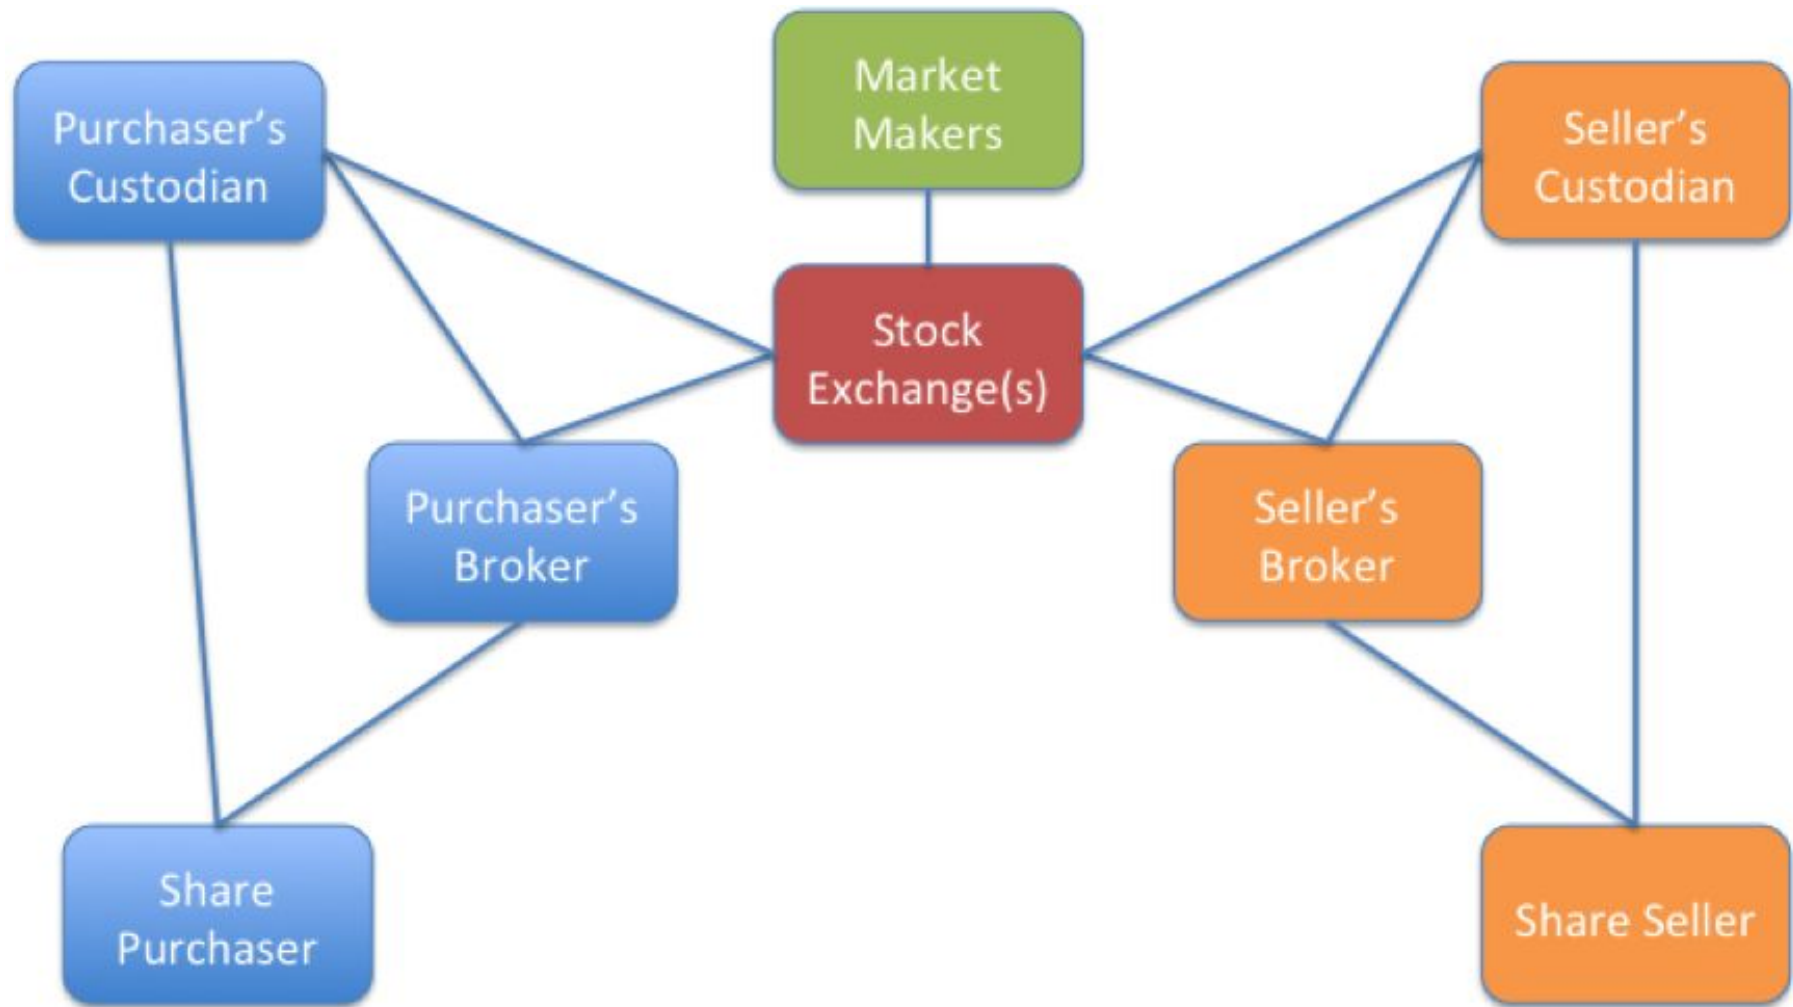 Market
Makers
Purchaser’s
Custodian
Seller’s
Custodian
Stock
Exchange(s)
Purchaser’s
Broker
Seller’s
Broker
Share
Purchaser
Share Seller